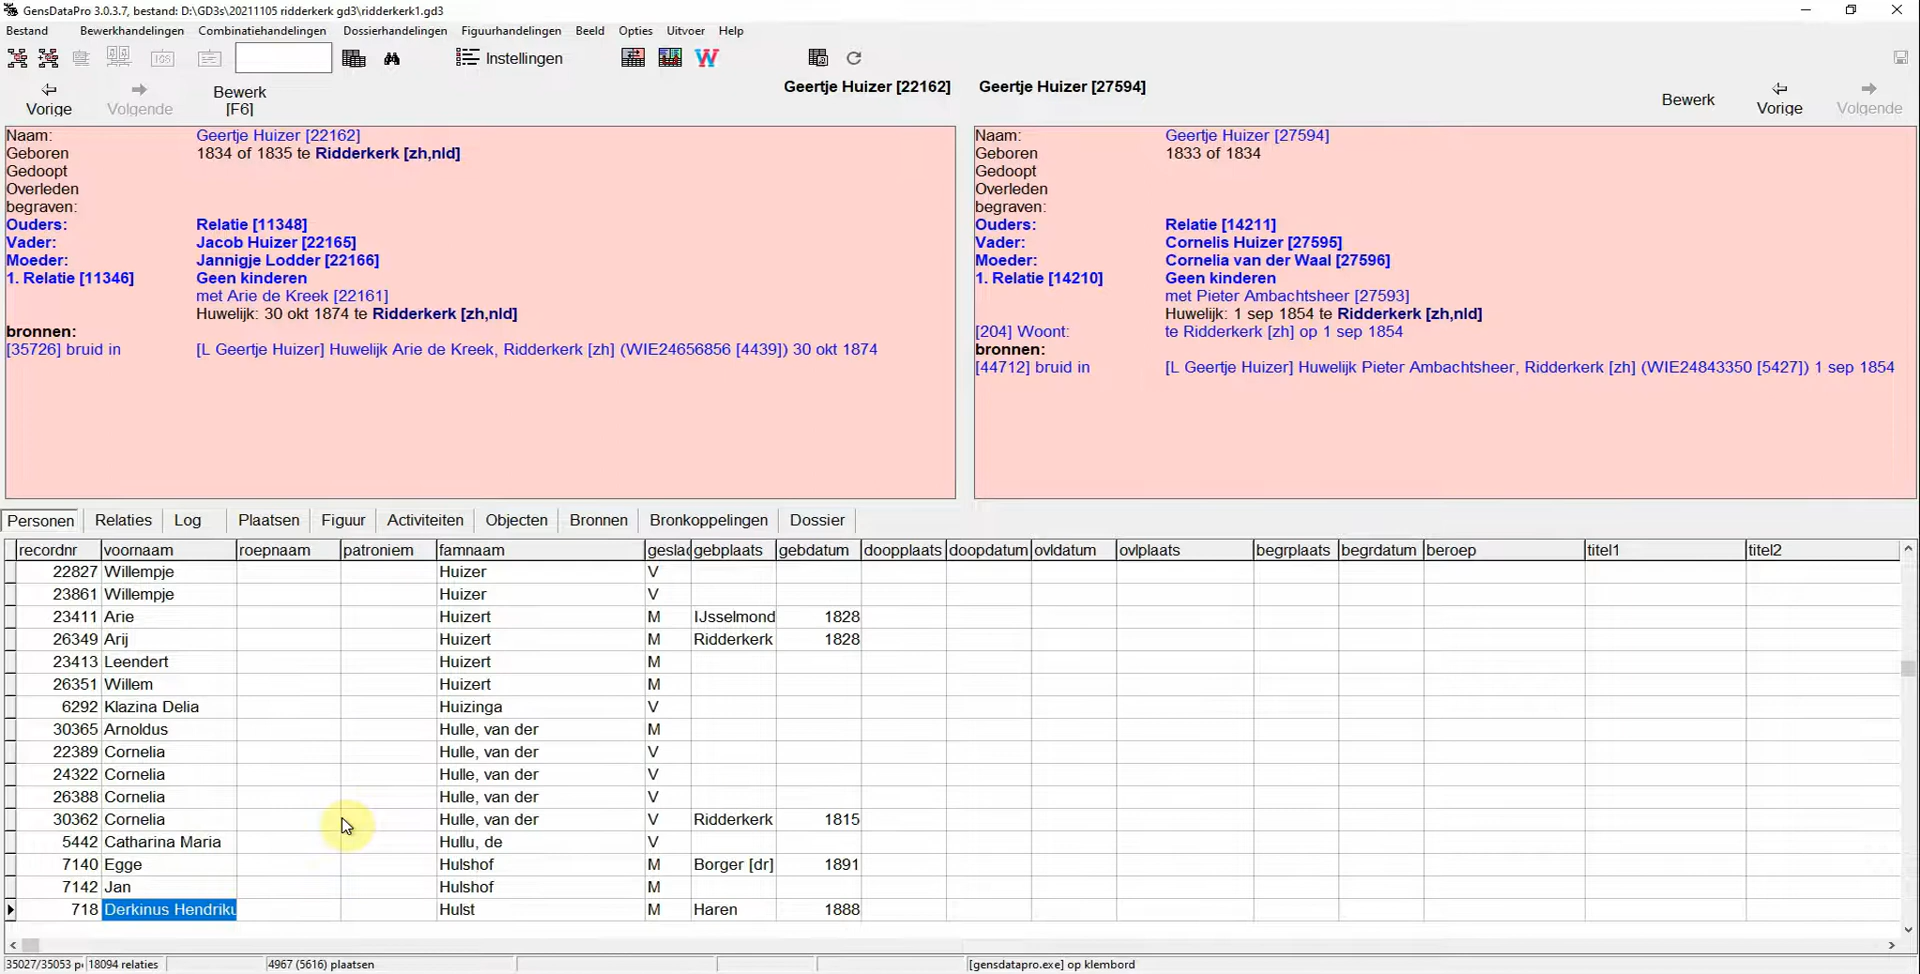 GensDataPro 3.0.3.7, bestand: D:\GD3s\20211105 ridderkerk gd3\ridderkerk1.gd3
Bestand Bewerkhandelingen Combinatiehandelingen Dossierhandelingen Figuurhandelingen Beeld Opties Uitvoer Help
Instellingen
Vorige Volgende Bewerk [F6] Geertje Huizer [22162] Geertje Huizer [27594] Bewerk Vorige Volgende
Naam: Geertje Huizer [22162]
Geboren 1834 of 1835 te Ridderkerk [zh,nld]
Gedoopt
Overleden
begraven:
Ouders: Relatie [11348]
Vader: Jacob Huizer [22165]
Moeder: Jannigje Lodder [22166]
1. Relatie [11346] Geen kinderen
met Arie de Kreek [22161]
Huwelijk: 30 okt 1874 te Ridderkerk [zh,nld]
bronnen:
[35726] bruid in [L Geertje Huizer] Huwelijk Arie de Kreek, Ridderkerk [zh] (WIE24656856 [4439]) 30 okt 1874
Naam: Geertje Huizer [27594]
Geboren 1833 of 1834
Gedoopt
Overleden
begraven:
Ouders: Relatie [14211]
Vader: Cornelis Huizer [27595]
Moeder: Cornelia van der Waal [27596]
1. Relatie [14210] Geen kinderen
met Pieter Ambachtsheer [27593]
Huwelijk: 1 sep 1854 te Ridderkerk [zh,nld]
[204] Woont: te Ridderkerk [zh] op 1 sep 1854
bronnen:
[44712] bruid in [L Geertje Huizer] Huwelijk Pieter Ambachtsheer, Ridderkerk [zh] (WIE24843350 [5427]) 1 sep 1854
Personen Relaties Log Plaatsen Figuur Activiteiten Objecten Bronnen Bronkoppelingen Dossier
recordnr voornaam roepnaam patroniem famnaam geslac gebplaats gebdatum doopplaats doopdatum ovldatum ovlplaats begrplaats begrdatum beroep titel1 titel2
22827 Willempje Huizer V
23861 Willempje Huizer V
23411 Arie Huizert M IJsselmond 1828
26349 Arij Huizert M Ridderkerk 1828
23413 Leendert Huizert M
26351 Willem Huizert M
6292 Klazina Delia Huizinga V
30365 Arnoldus Hulle, van der M
22389 Cornelia Hulle, van der V
24322 Cornelia Hulle, van der V
26388 Cornelia Hulle, van der V
30362 Cornelia Hulle, van der V Ridderkerk 1815
5442 Catharina Maria Hullu, de V
7140 Egge Hulshof M Borger [dr] 1891
7142 Jan Hulshof M
718 Derkinus Hendriku Hulst M Haren 1888
35027/35053 p 18094 relaties 4967 (5616) plaatsen [gensdatapro.exe] op klembord